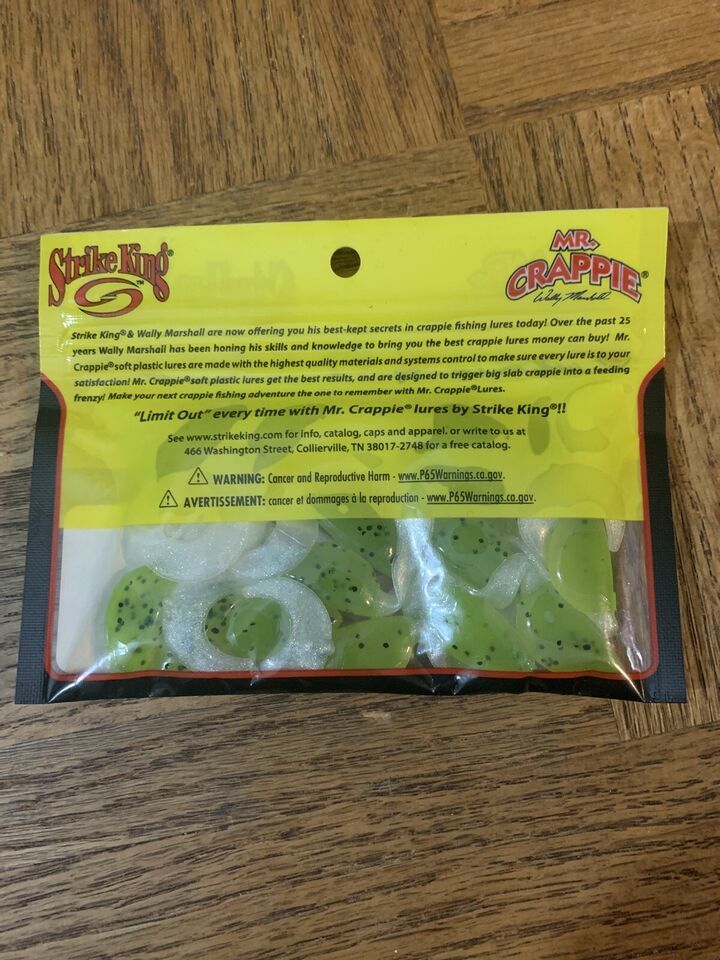 Strike King®
™
MR.
CRAPPIE®
Wally Marshall
Strike King® & Wally Marshall are now offering you his best-kept secrets in crappie fishing lures today! Over the past 25
years Wally Marshall has been honing his skills and knowledge to bring you the best crappie lures money can buy! Mr.
Crappie® soft plastic lures are made with the highest quality materials and systems control to make sure every lure is to your
satisfaction! Mr. Crappie® soft plastic lures get the best results, and are designed to trigger big slab crappie into a feeding
frenzy! Make your next crappie fishing adventure the one to remember with Mr. Crappie® Lures.
"Limit Out" every time with Mr. Crappie® lures by Strike King®!!
See www.strikeking.com for info, catalog, caps and apparel. or write to us at
466 Washington Street, Collierville, TN 38017-2748 for a free catalog.
WARNING: Cancer and Reproductive Harm - www.P65Warnings.ca.gov.
AVERTISSEMENT: cancer et dommages à la reproduction - www.P65Warnings.ca.gov.